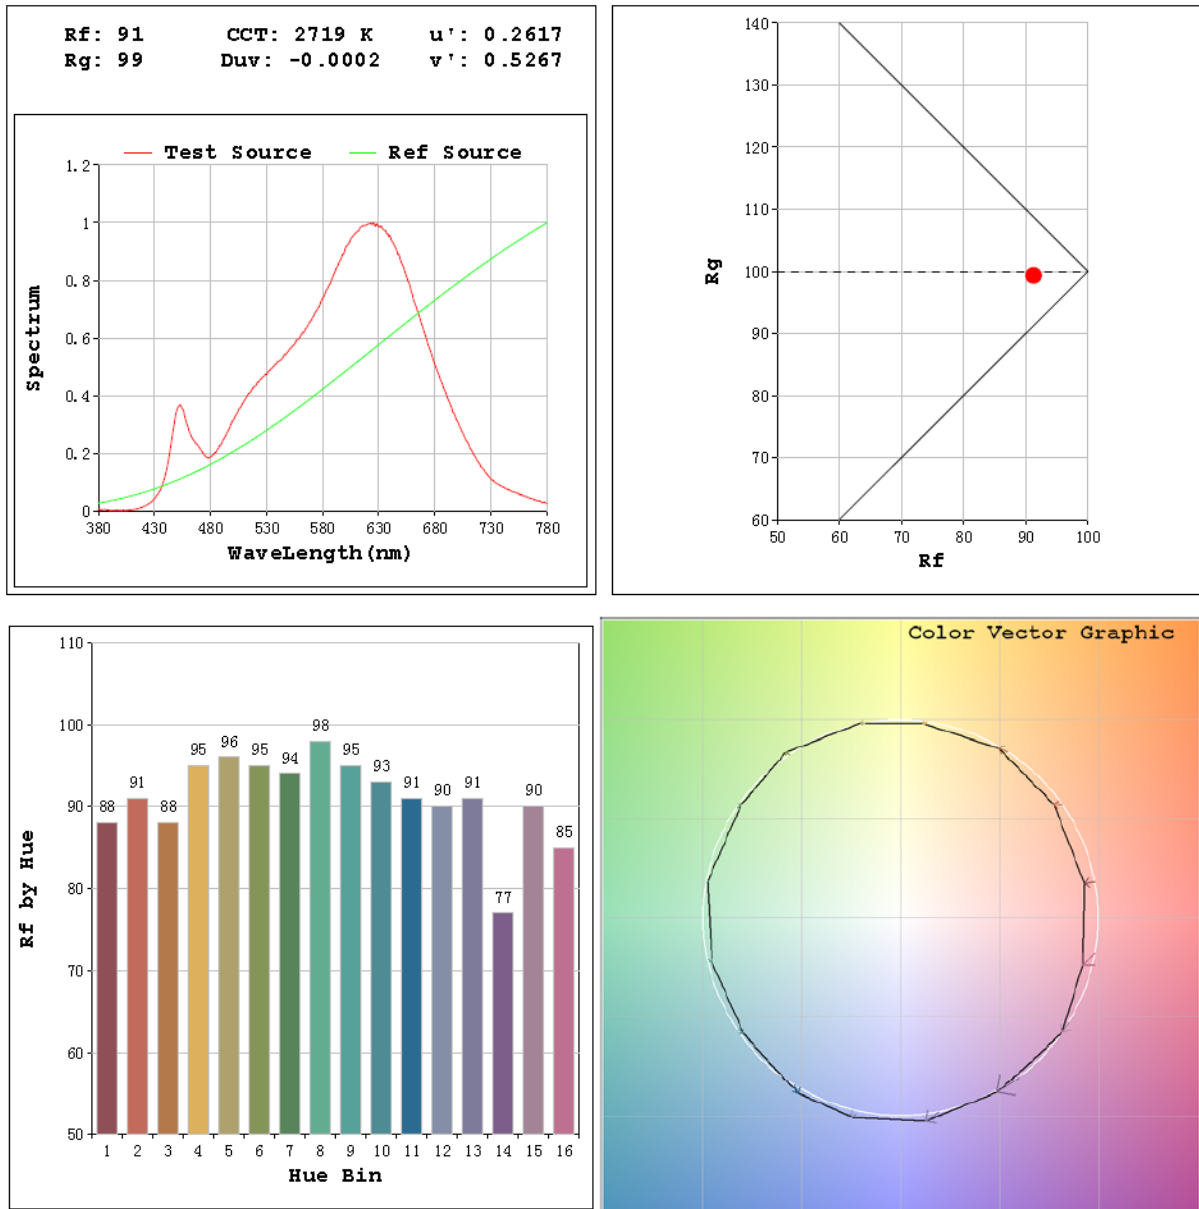 Rf: 91 CCT: 2719 K u': 0.2617
Rg: 99 Duv: -0.0002 v': 0.5267
Test Source Ref Source
1.2
1
0.8
0.6
0.4
0.2
0
Spectrum
380 430 480 530 580 630 680 730 780
WaveLength(nm)
140
130
120
110
100
90
80
70
60
Rg
50 60 70 80 90 100
Rf
110
100
90
80
70
60
50
Rf by Hue
88 91 88 95 96 95 94 98 95 93 91 90 91 77 90 85
1 2 3 4 5 6 7 8 9 10 11 12 13 14 15 16
Hue Bin
Color Vector Graphic